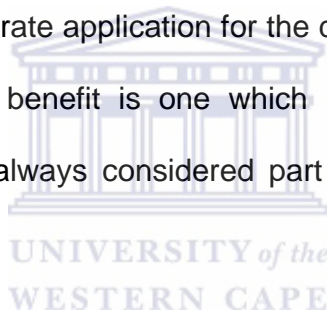 rate application for the
benefit is one which
always considered part
UNIVERSITY of the
WESTERN CAPE